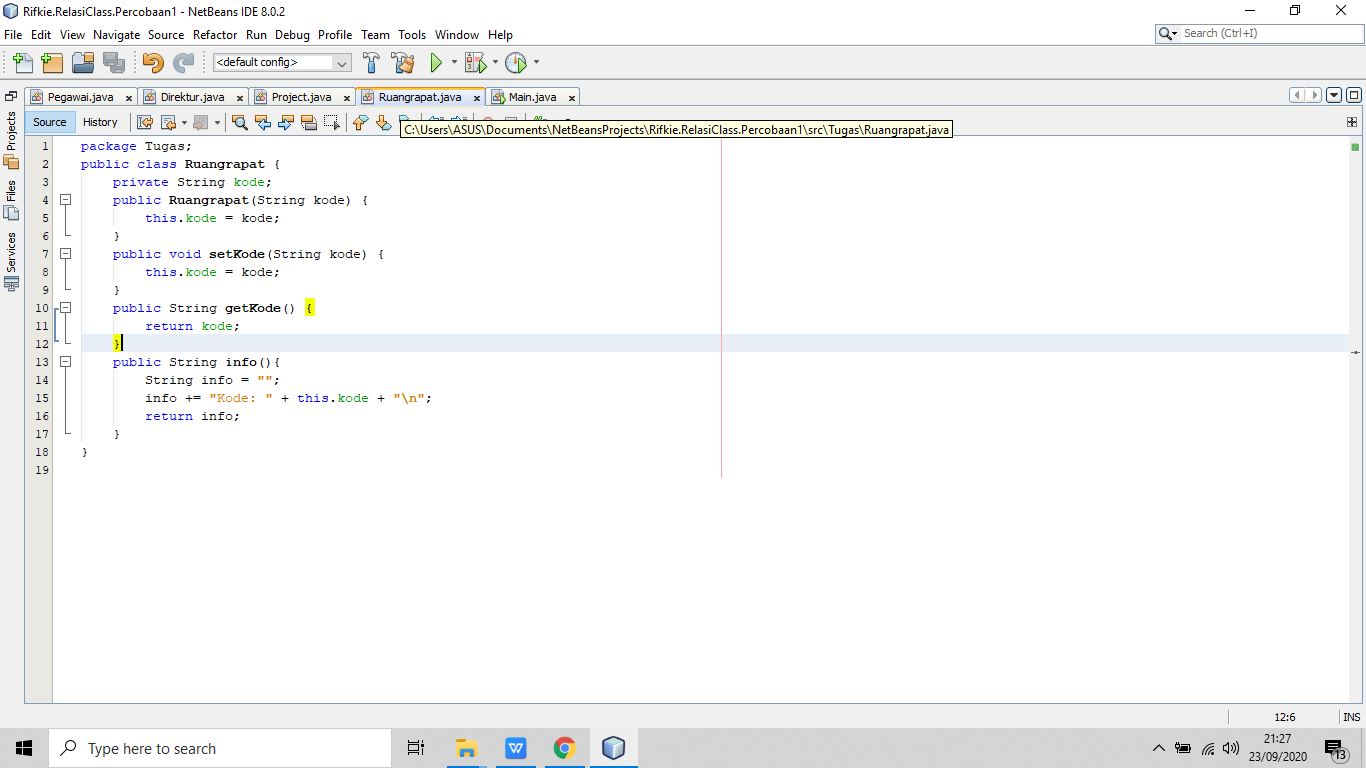 Rifkie.RelasiClass.Percobaan1 - NetBeans IDE 8.0.2
File Edit View Navigate Source Refactor Run Debug Profile Team Tools Window Help
Search (Ctrl+I)
<default config>
Pegawai.java Direktur.java Project.java Ruangrapat.java Main.java
Source History
C:\Users\ASUS\Documents\NetBeansProjects\Rifkie.RelasiClass.Percobaan1\src\Tugas\Ruangrapat.java
Projects
Files
Services
1 package Tugas;
2 public class Ruangrapat {
3 private String kode;
4 public Ruangrapat(String kode) {
5 this.kode = kode;
6 }
7 public void setKode(String kode) {
8 this.kode = kode;
9 }
10 public String getKode() {
11 return kode;
12 }
13 public String info(){
14 String info = "";
15 info += "Kode: " + this.kode + "\n";
16 return info;
17 }
18 }
19
12:6 INS
Type here to search
21:27
23/09/2020
13